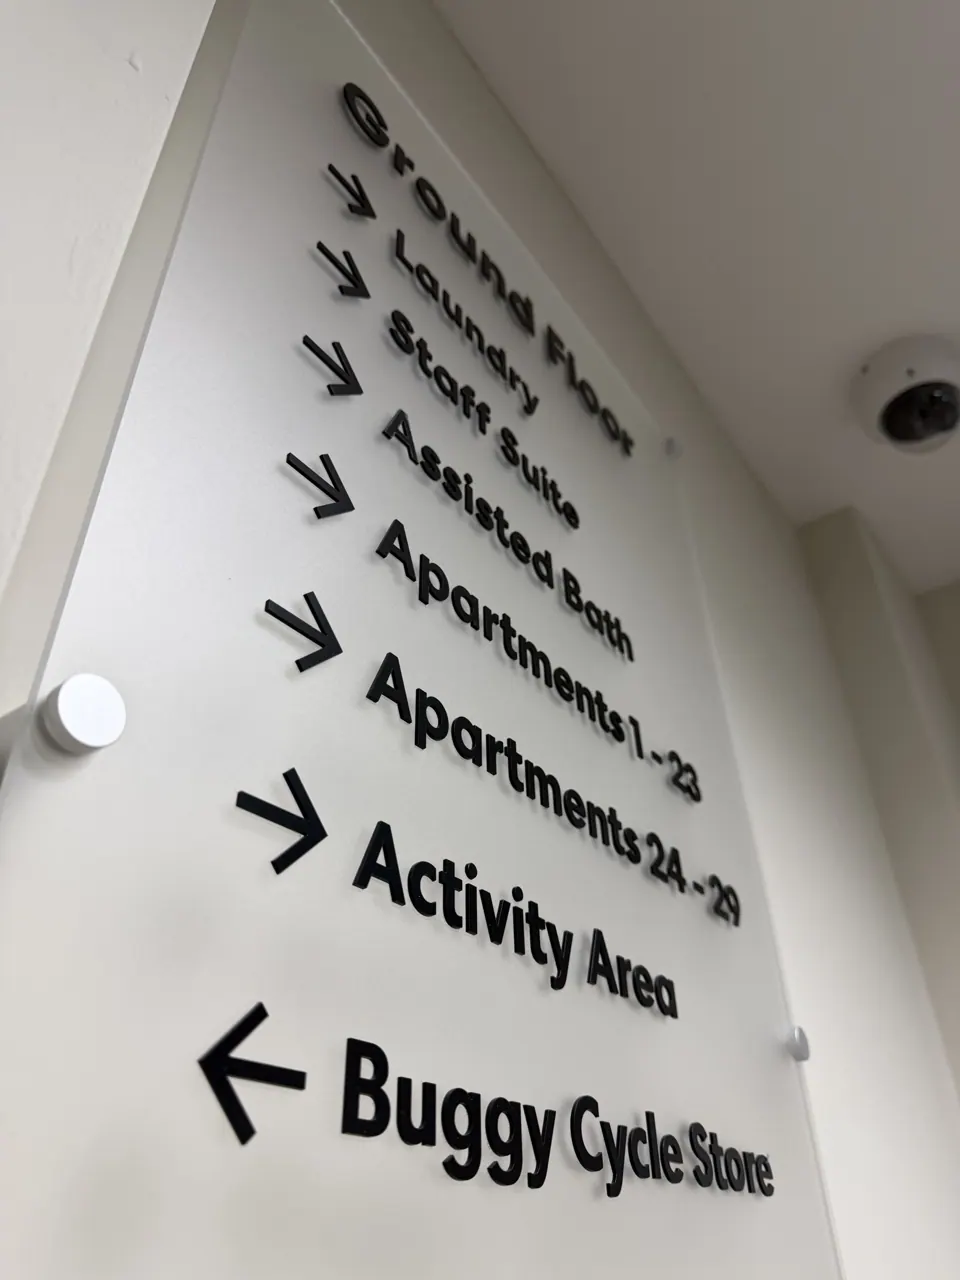 Ground Floor
→ Laundry
→ Staff Suite
→ Assisted Bath
→ Apartments 1 - 23
→ Apartments 24 - 29
→ Activity Area
← Buggy Cycle Store